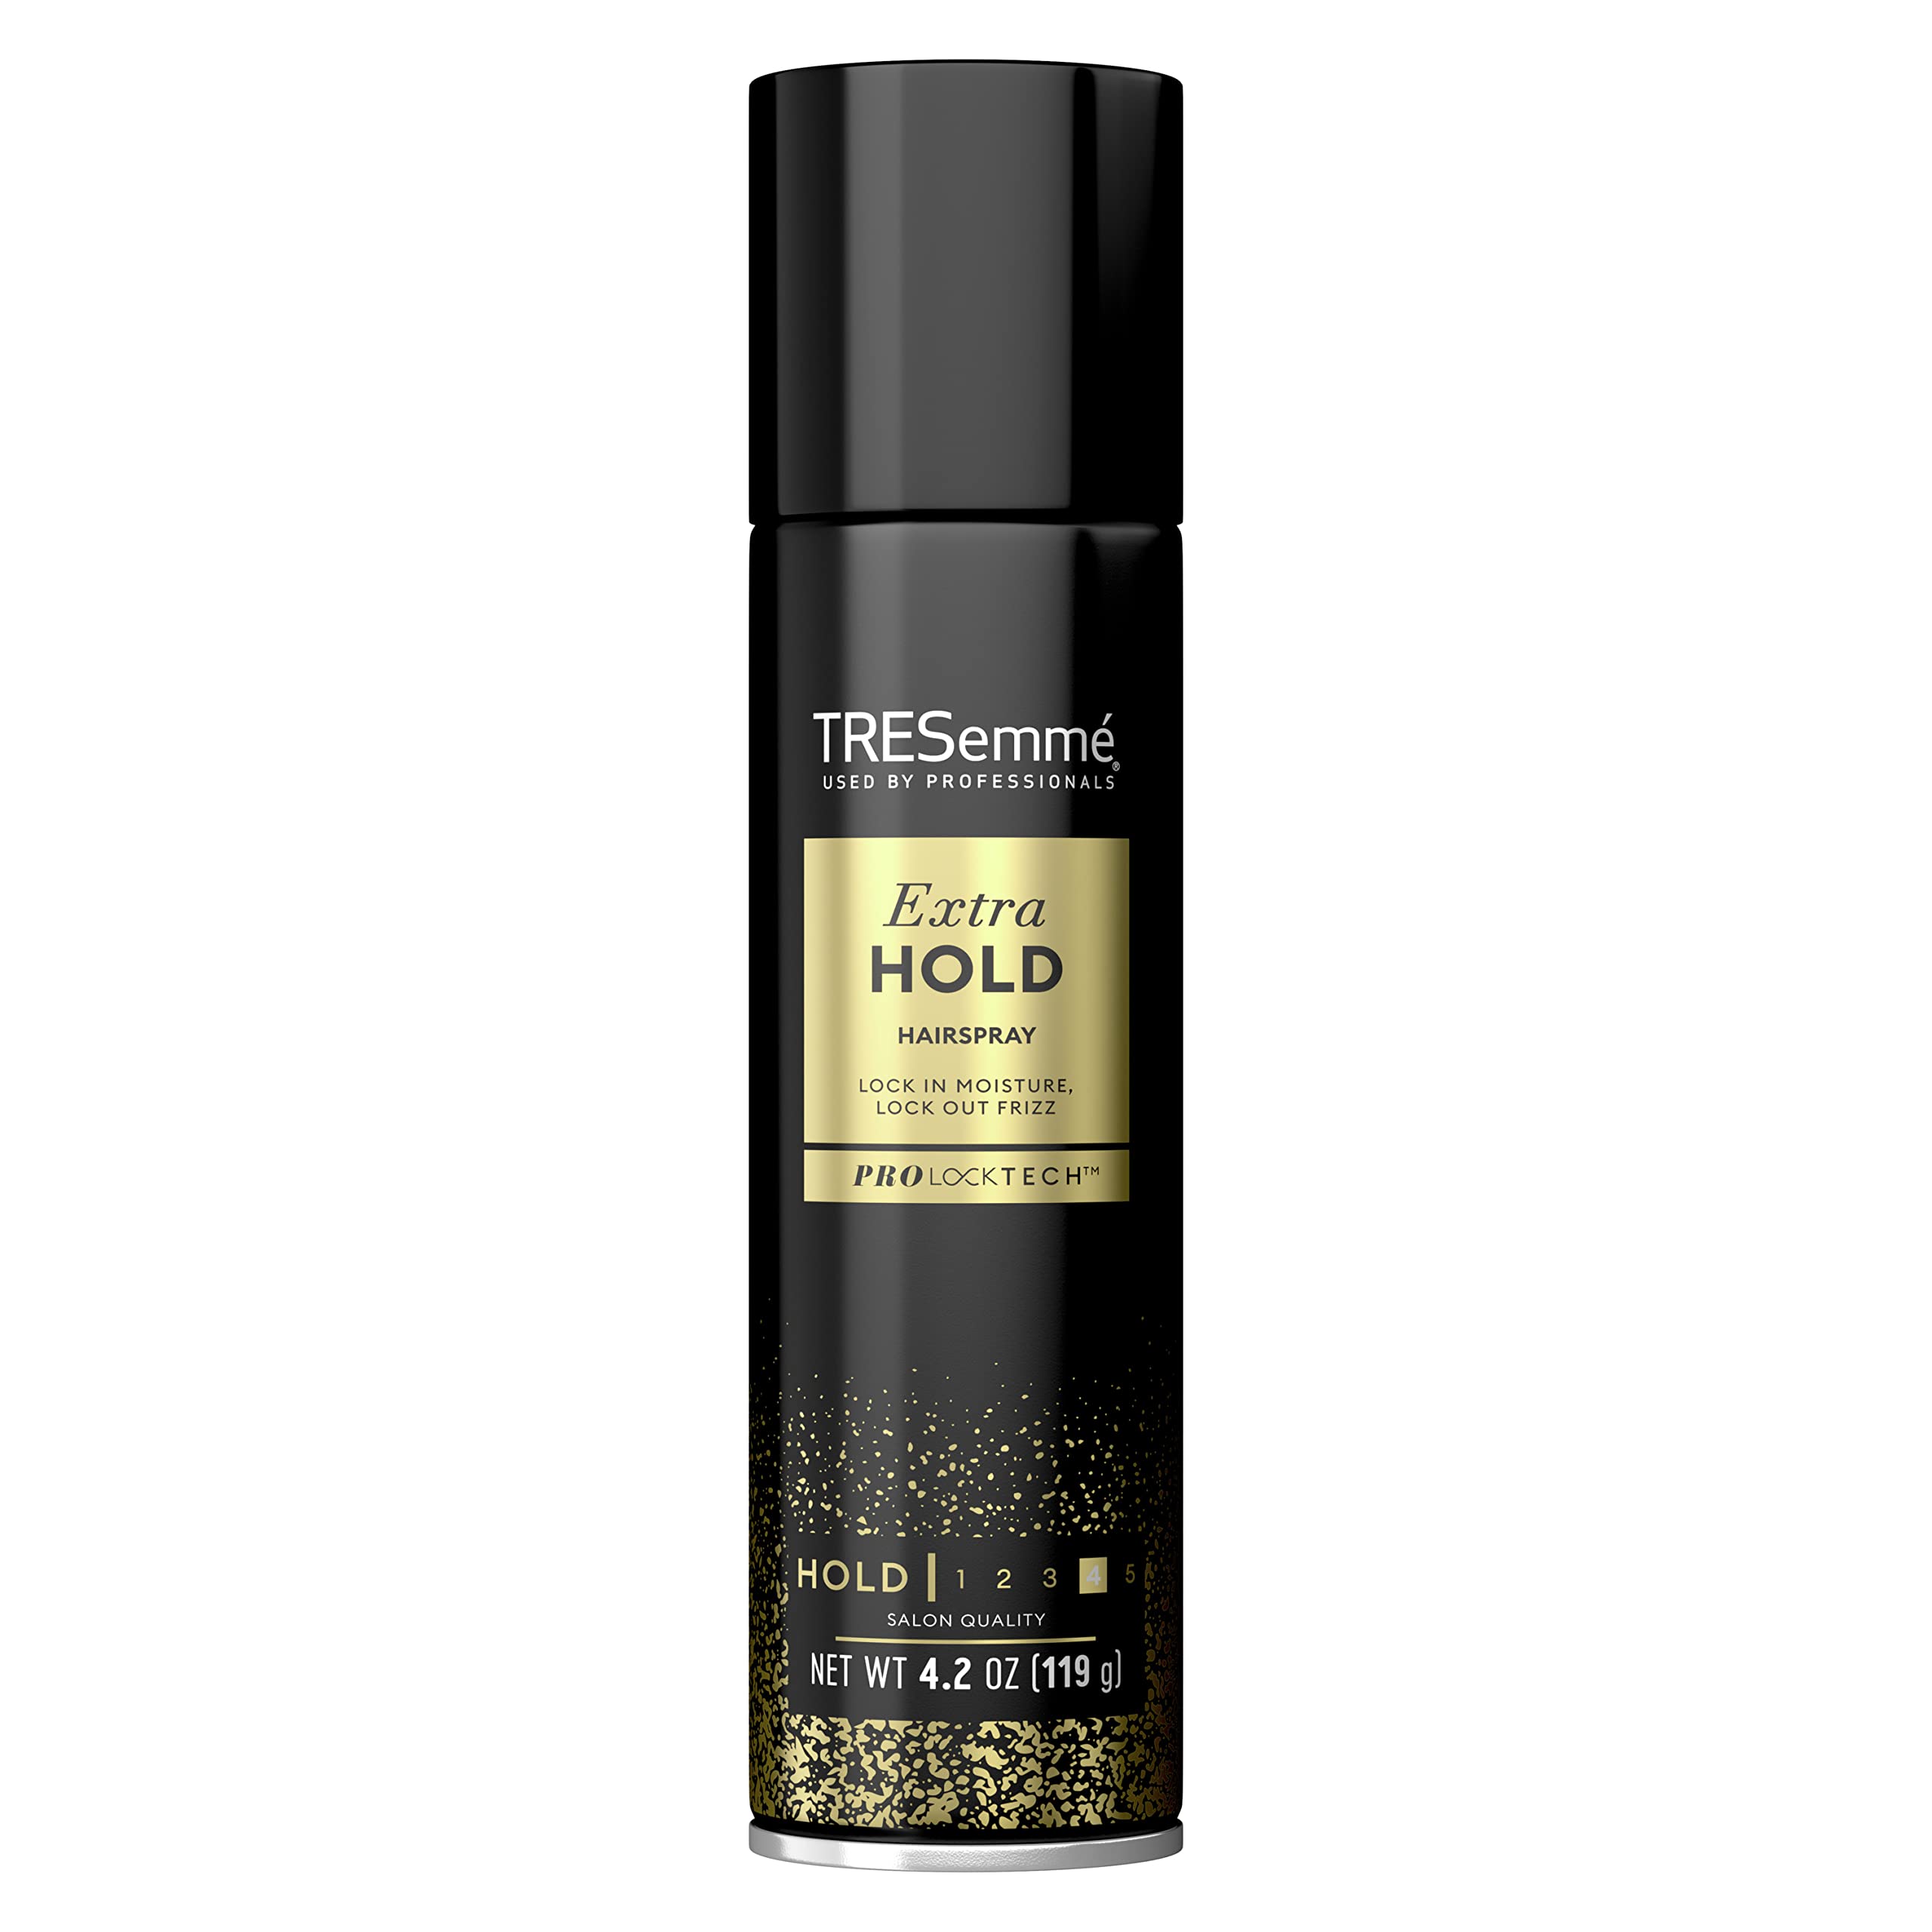 TRESemmé®
USED BY PROFESSIONALS
Extra
HOLD
HAIRSPRAY
LOCK IN MOISTURE,
LOCK OUT FRIZZ
PRO LOCKTECH™
HOLD | 1 2 3 4 5
SALON QUALITY
NET WT 4.2 OZ (119 g)